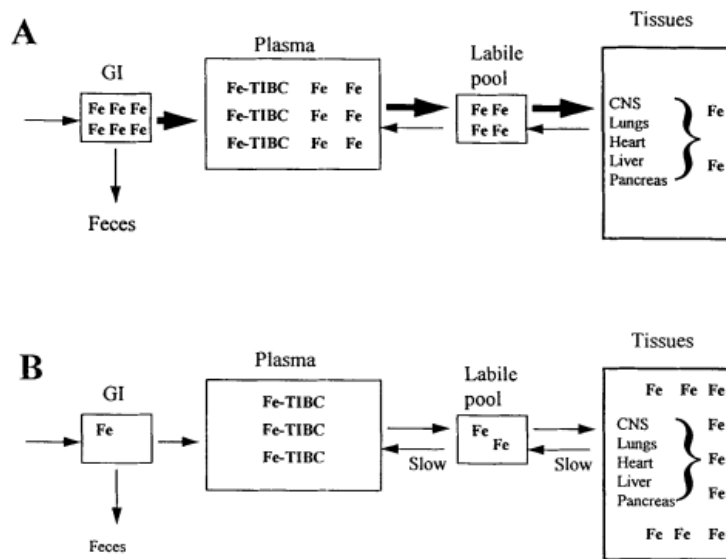 A
GI
Plasma
Labile
pool
Tissues
Fe Fe Fe
Fe Fe Fe
Fe-TIBC Fe Fe
Fe-TIBC Fe Fe
Fe-TIBC Fe Fe
Fe Fe
Fe Fe
CNS
Lungs
Heart
Liver
Pancreas
Fe
Fe
Feces
B
GI
Plasma
Labile
pool
Tissues
Fe
Fe-TIBC
Fe-TIBC
Fe-TIBC
Slow
Fe
Fe
Slow
Fe Fe Fe
CNS
Lungs
Heart
Liver
Pancreas
Fe
Fe
Fe
Fe Fe Fe
Feces